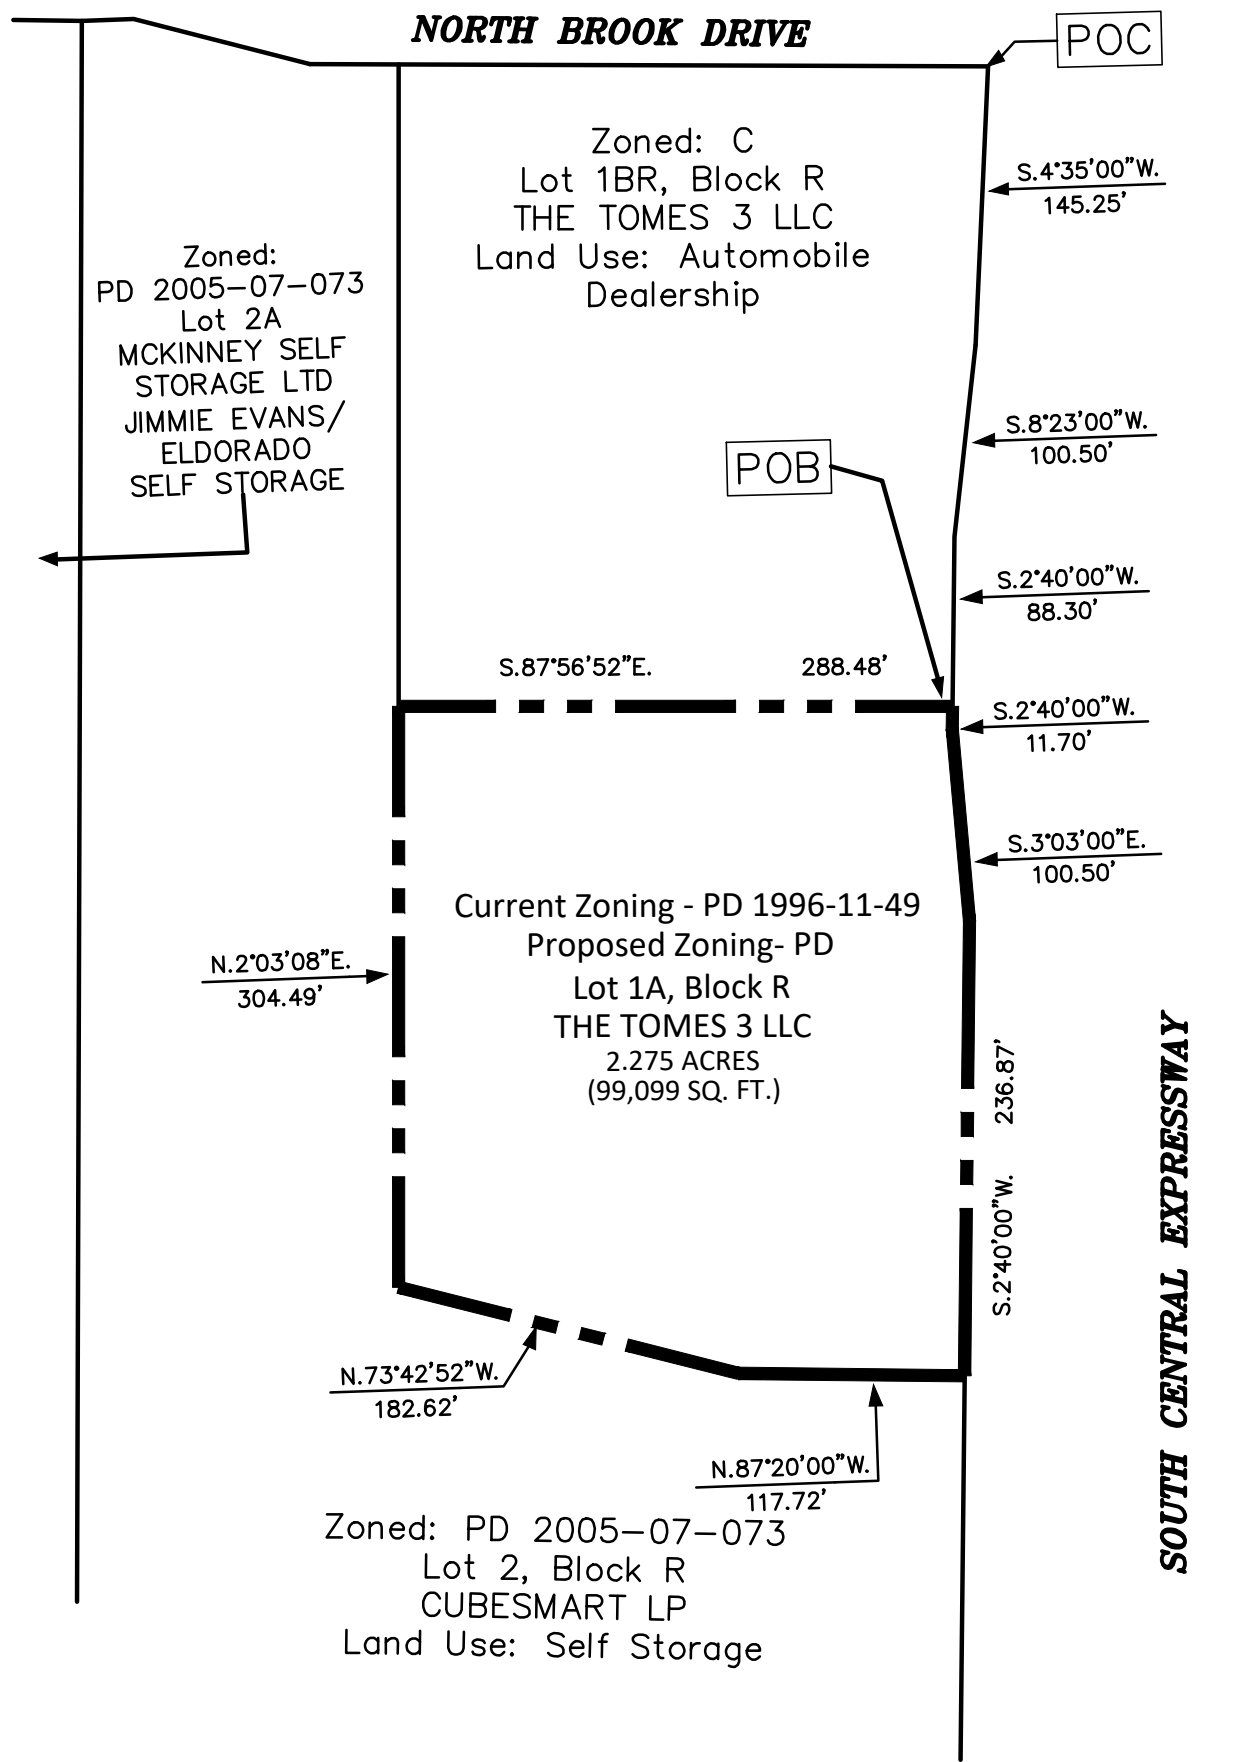 NORTH BROOK DRIVE
POC
Zoned: C
Lot 1BR, Block R
THE TOMES 3 LLC
Land Use: Automobile
Dealership
S.4°35'00"W.
145.25'
Zoned:
PD 2005-07-073
Lot 2A
MCKINNEY SELF
STORAGE LTD
JIMMIE EVANS/
ELDORADO
SELF STORAGE
S.8°23'00"W.
100.50'
POB
S.2°40'00"W.
88.30'
S.87°56'52"E. 288.48'
S.2°40'00"W.
11.70'
S.3°03'00"E.
100.50'
Current Zoning - PD 1996-11-49
Proposed Zoning- PD
Lot 1A, Block R
THE TOMES 3 LLC
2.275 ACRES
(99,099 SQ. FT.)
N.2°03'08"E.
304.49'
S.2°40'00"W. 236.87'
SOUTH CENTRAL EXPRESSWAY
N.73°42'52"W.
182.62'
N.87°20'00"W.
117.72'
Zoned: PD 2005-07-073
Lot 2, Block R
CUBESMART LP
Land Use: Self Storage